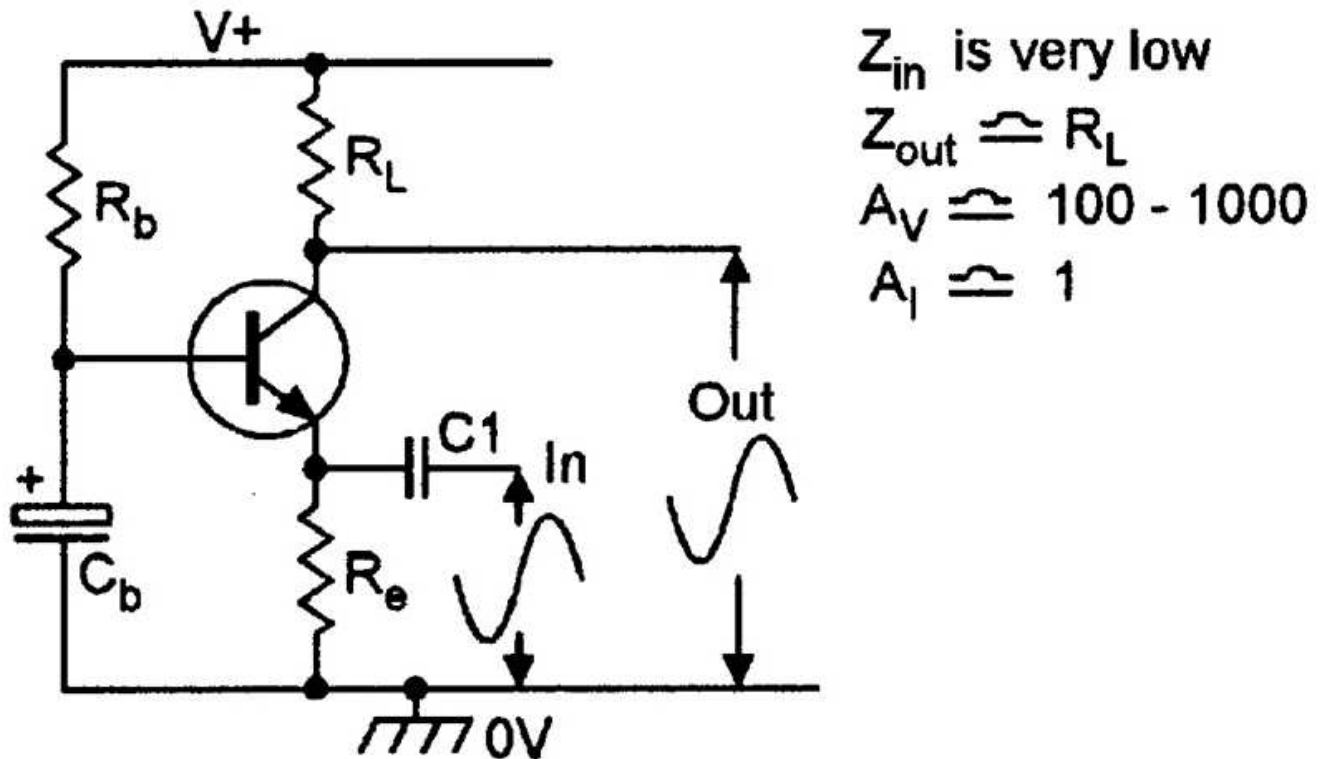 V+
R_L
R_b
C1
In
Out
+
C_b
R_e
0V
Z_in is very low
Z_out ≏ R_L
A_V ≏ 100 - 1000
A_I ≏ 1